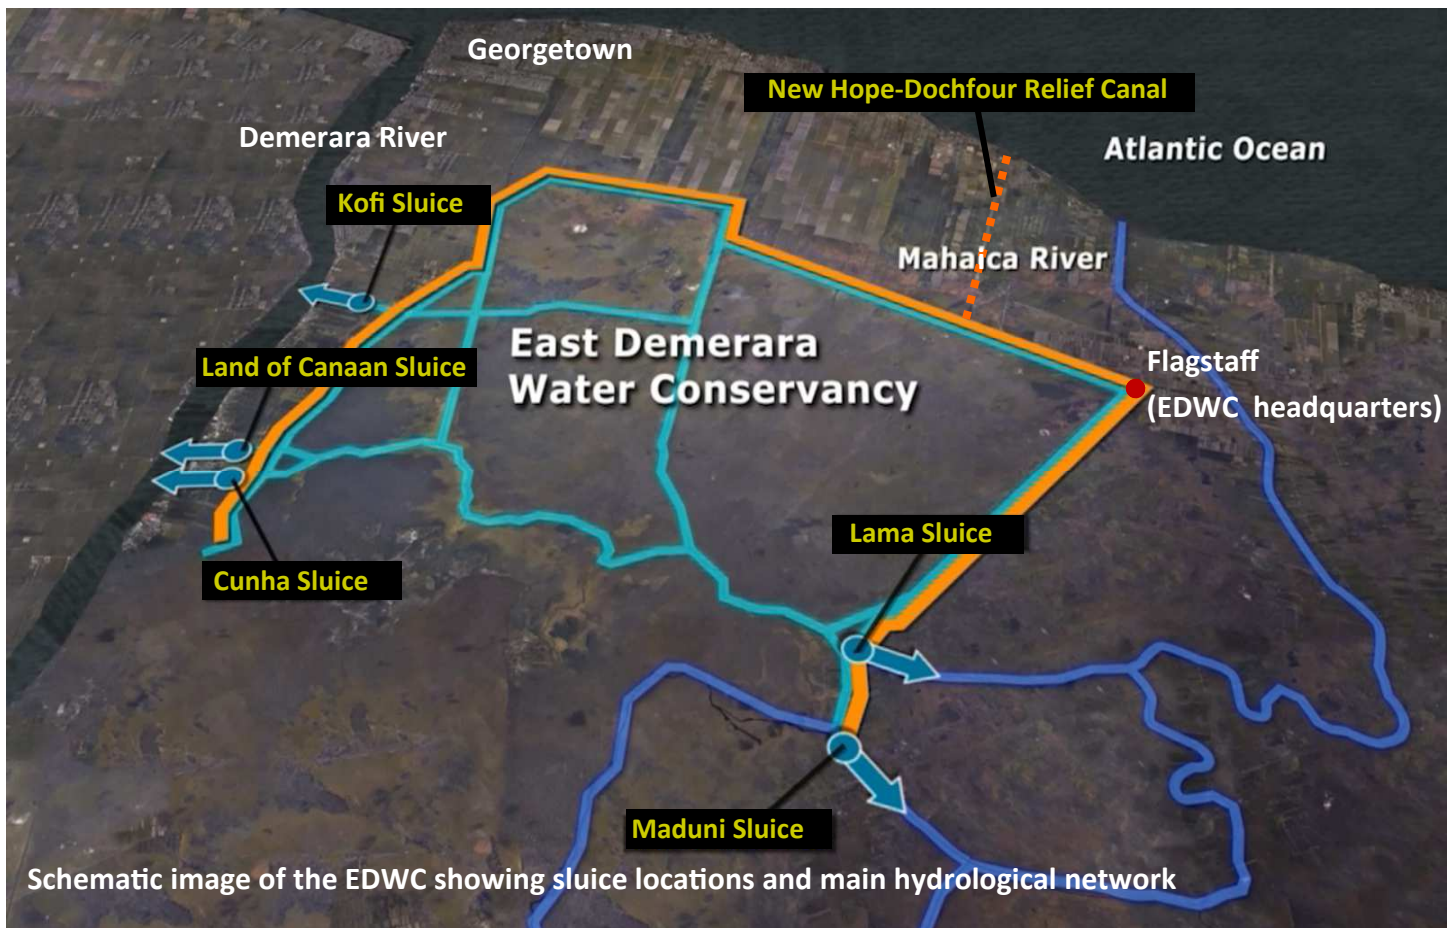 Georgetown
New Hope-Dochfour Relief Canal
Demerara River
Atlantic Ocean
Kofi Sluice
Mahaica River
East Demerara
Water Conservancy
Land of Canaan Sluice
Flagstaff
(EDWC headquarters)
Lama Sluice
Cunha Sluice
Maduni Sluice
Schematic image of the EDWC showing sluice locations and main hydrological network